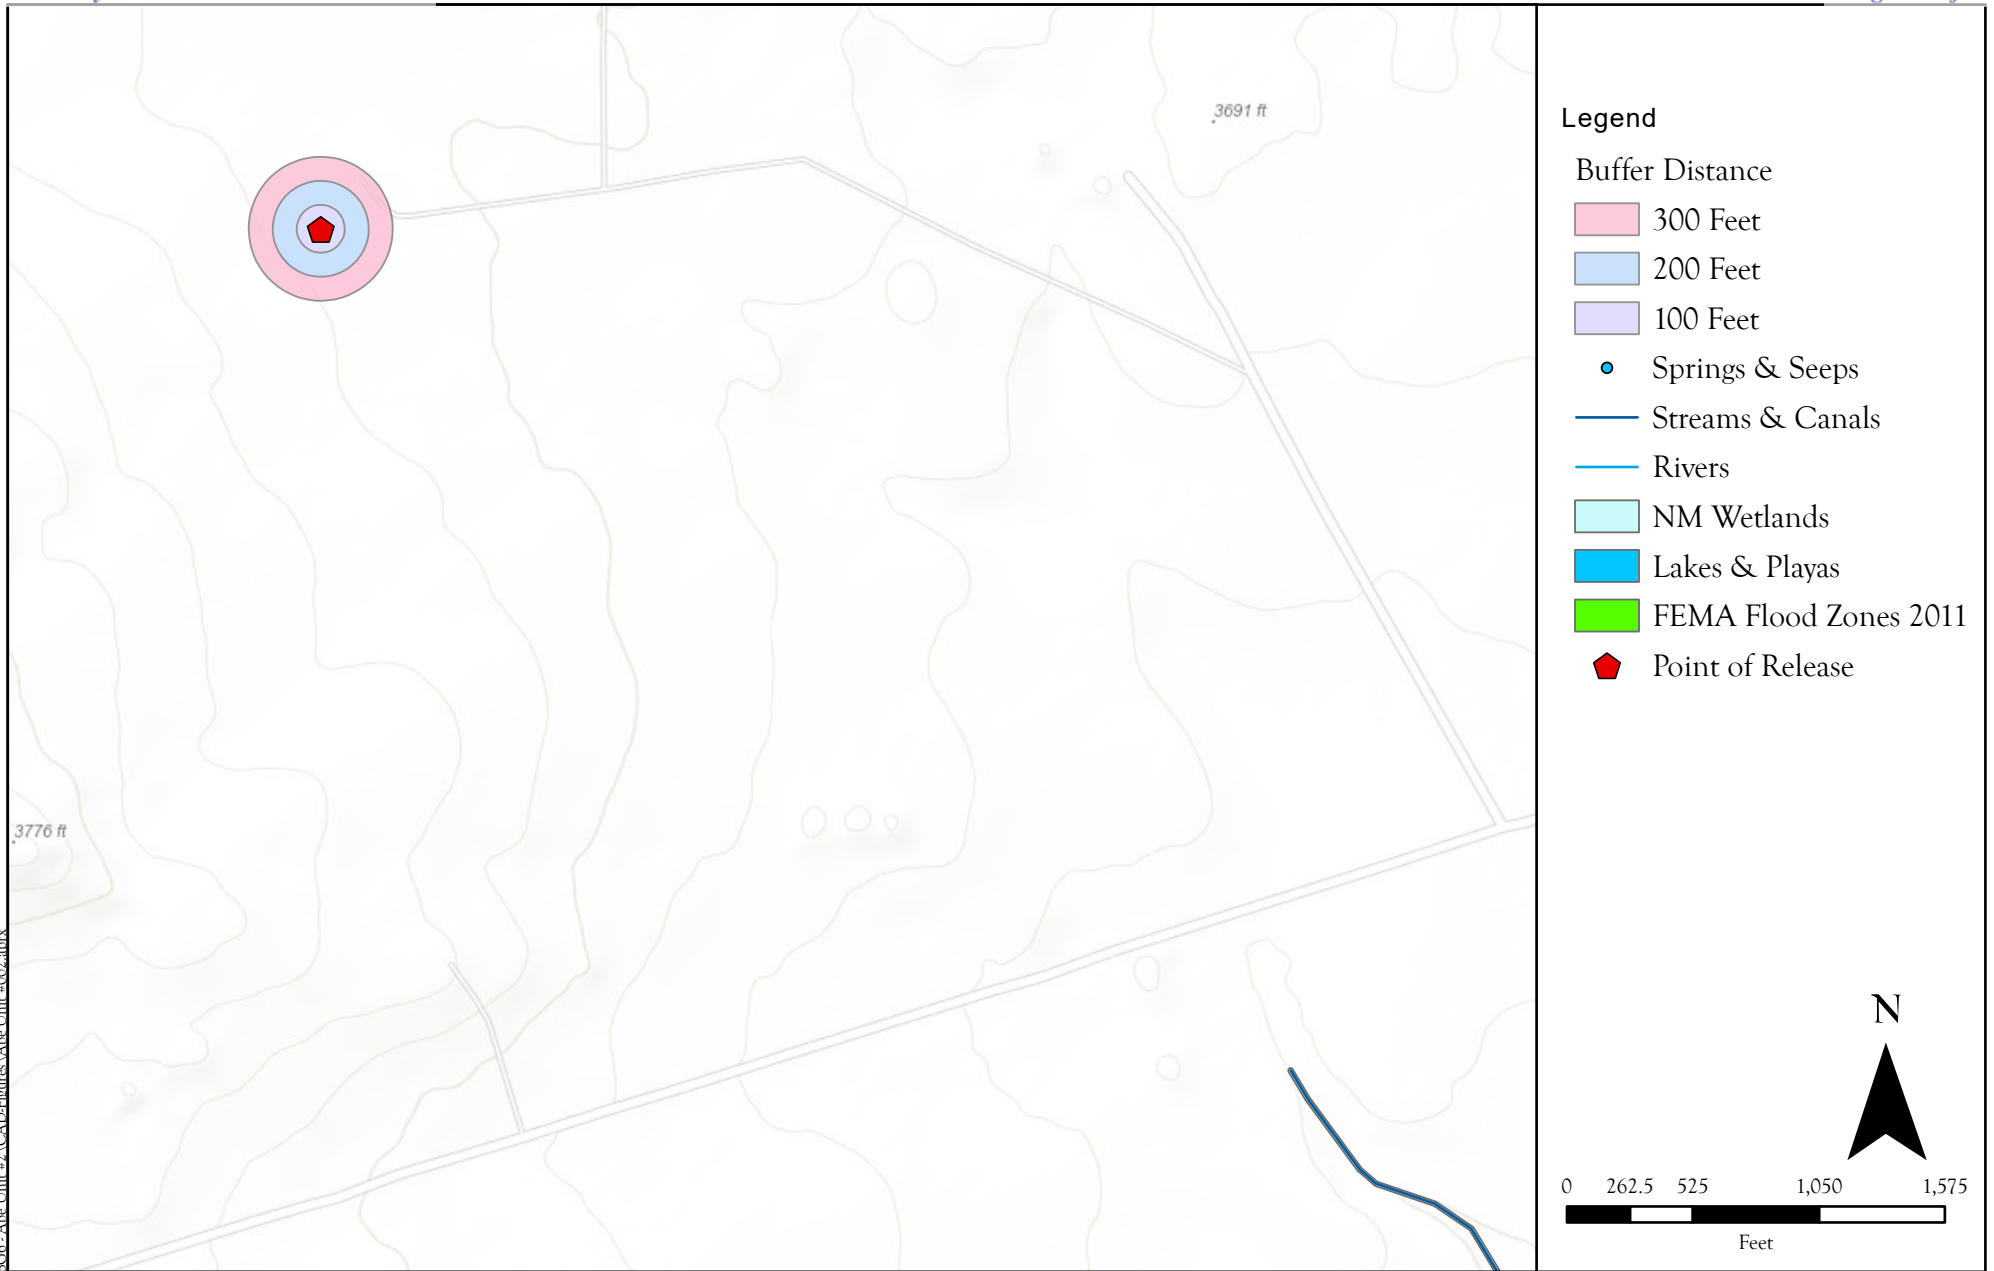 3691 ft
3776 ft
Legend
Buffer Distance
300 Feet
200 Feet
100 Feet
Springs & Seeps
Streams & Canals
Rivers
NM Wetlands
Lakes & Playas
FEMA Flood Zones 2011
Point of Release
N
0 262.5 525 1,050 1,575
Feet